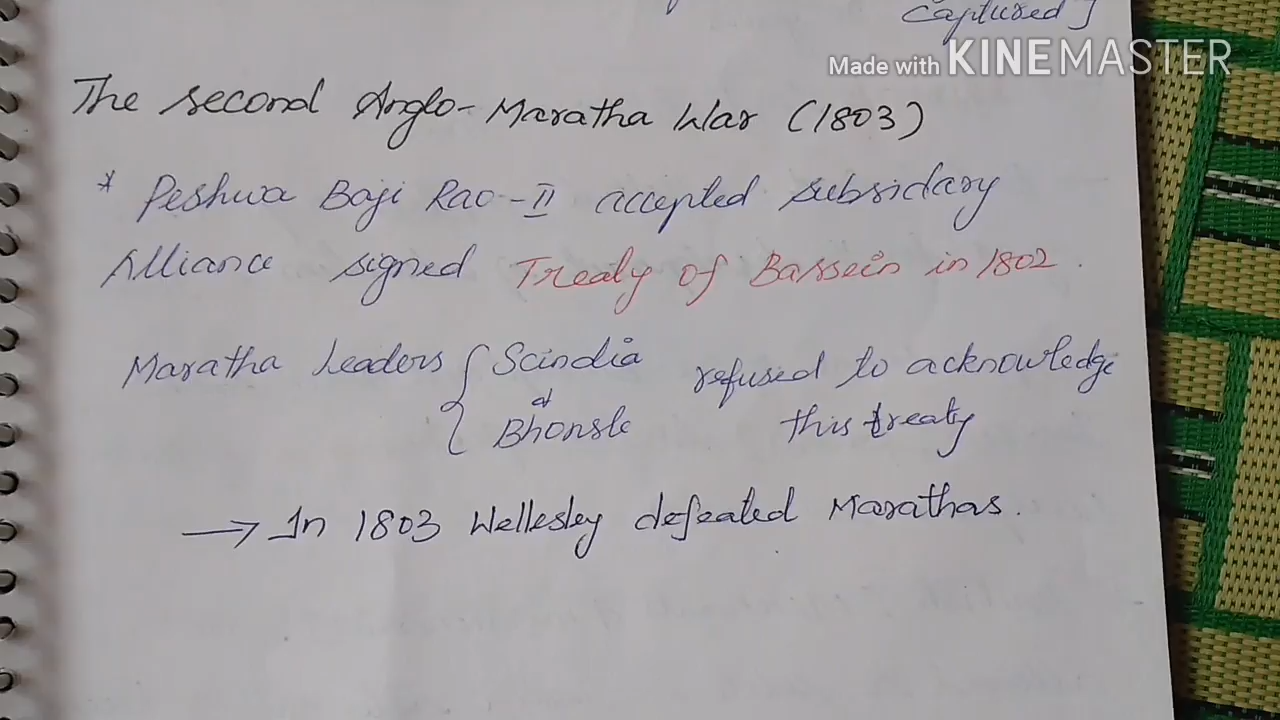 Captured]
Made with KINEMASTER
The second Anglo-Maratha War (1803)
* Peshwa Baji Rao-II accepted subsidary
Alliance signed Treaty of Bassein in 1802.
Maratha Leaders { Scindia & Bhonsle refused to acknowledge
this treaty
→ In 1803 Wellesley defeated Marathas.